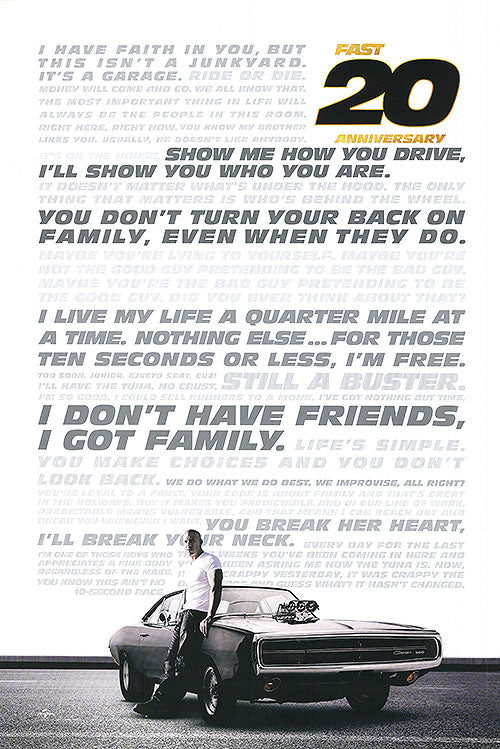 I HAVE FAITH IN YOU, BUT
THIS ISN'T A JUNKYARD.
IT'S A GARAGE. RIDE OR DIE.
MONEY WILL COME AND GO. WE ALL KNOW THAT.
THE MOST IMPORTANT THING IN LIFE WILL
ALWAYS BE THE PEOPLE IN THIS ROOM.
RIGHT HERE, RIGHT NOW. YOU KNOW MY BROTHER
LIKES YOU. USUALLY, HE DOESN'T LIKE ANYBODY.
FAST
20
ANNIVERSARY
IT'S ON THE HOUSE. SHOW ME HOW YOU DRIVE,
I'LL SHOW YOU WHO YOU ARE.
IT DOESN'T MATTER WHAT'S UNDER THE HOOD. THE ONLY
THING THAT MATTERS IS WHO'S BEHIND THE WHEEL.
YOU DON'T TURN YOUR BACK ON
FAMILY, EVEN WHEN THEY DO.
MAYBE YOU'RE LYING TO YOURSELF. MAYBE YOU'RE
NOT THE GOOD GUY PRETENDING TO BE THE BAD GUY.
MAYBE YOU'RE THE BAD GUY PRETENDING TO BE
THE GOOD GUY. DID YOU EVER THINK ABOUT THAT?
I LIVE MY LIFE A QUARTER MILE AT
A TIME. NOTHING ELSE... FOR THOSE
TEN SECONDS OR LESS, I'M FREE.
TOO SOON, JUNIOR. EJECTO SEAT, CUZ!
I'LL HAVE THE TUNA. NO CRUST. STILL A BUSTER.
I'M SO GOOD, I COULD SELL RUBBERS TO A MONK. I'VE GOT NOTHING BUT TIME.
I DON'T HAVE FRIENDS,
I GOT FAMILY. LIFE'S SIMPLE.
YOU MAKE CHOICES AND YOU DON'T
LOOK BACK. WE DO WHAT WE DO BEST. WE IMPROVISE, ALL RIGHT?
YOU'RE LOYAL TO A FAULT. YOUR CODE IS ABOUT FAMILY AND THAT'S GREAT
IN THE HOLIDAYS, BUT IT MAKES YOU PREDICTABLE. AND IN OUR LINE OF WORK,
PREDICTABLE MEANS VULNERABLE. AND THAT MEANS I CAN REACH OUT AND
BREAK YOU WHENEVER I WANT. YOU BREAK HER HEART,
I'LL BREAK YOUR NECK. EVERY DAY FOR THE LAST
I'M ONE OF THOSE BOYS WHO WEEKS YOU'VE BEEN COMING IN HERE AND
APPRECIATES A FINE BODY BEEN ASKING ME HOW THE TUNA IS. NOW,
REGARDLESS OF THE MAKE. CRAPPY YESTERDAY, IT WAS CRAPPY THE
YOU KNOW THIS AIN'T NO AND GUESS WHAT? IT HASN'T CHANGED.
10-SECOND RACE.